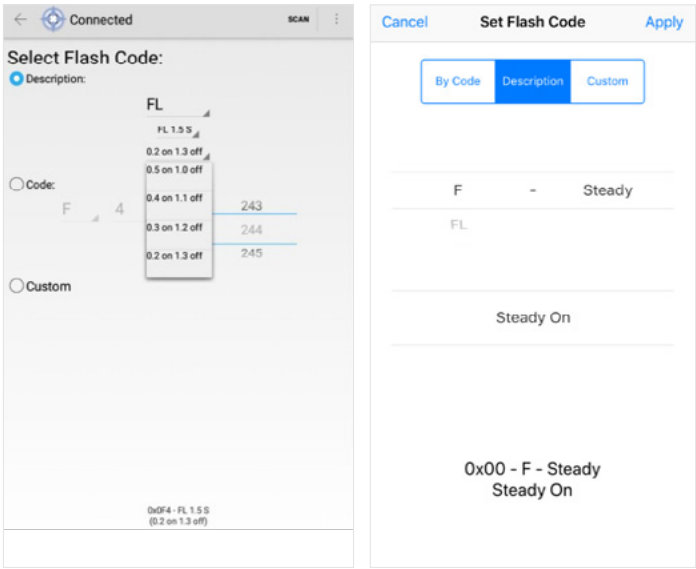 Connected
SCAN
Select Flash Code:
Description:
FL
FL 1.5 S
0.2 on 1.3 off
0.5 on 1.0 off
0.4 on 1.1 off
0.3 on 1.2 off
0.2 on 1.3 off
Code:
F 4
243
244
245
Custom
0x0F4 - FL 1.5 S
(0.2 on 1.3 off)
Cancel Set Flash Code Apply
By Code Description Custom
F - Steady
FL
Steady On
0x00 - F - Steady
Steady On